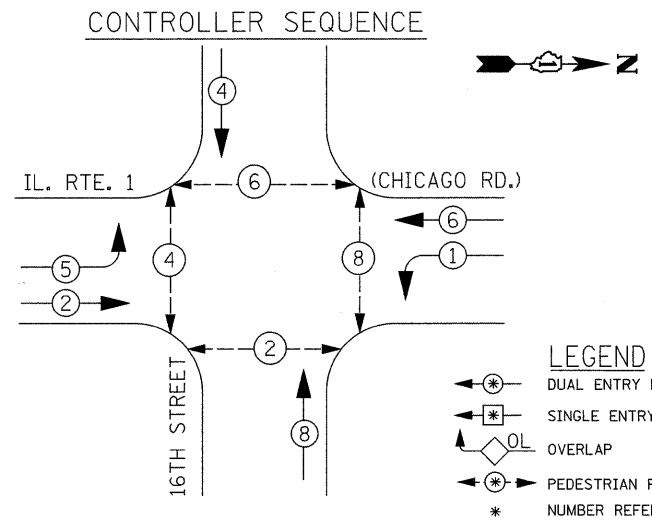 CONTROLLER SEQUENCE
N
4
IL. RTE. 1
6
(CHICAGO RD.)
6
5
4
8
1
2
2
16TH STREET
8
LEGEND
* DUAL ENTRY
* SINGLE ENTRY
OL OVERLAP
* PEDESTRIAN
* NUMBER